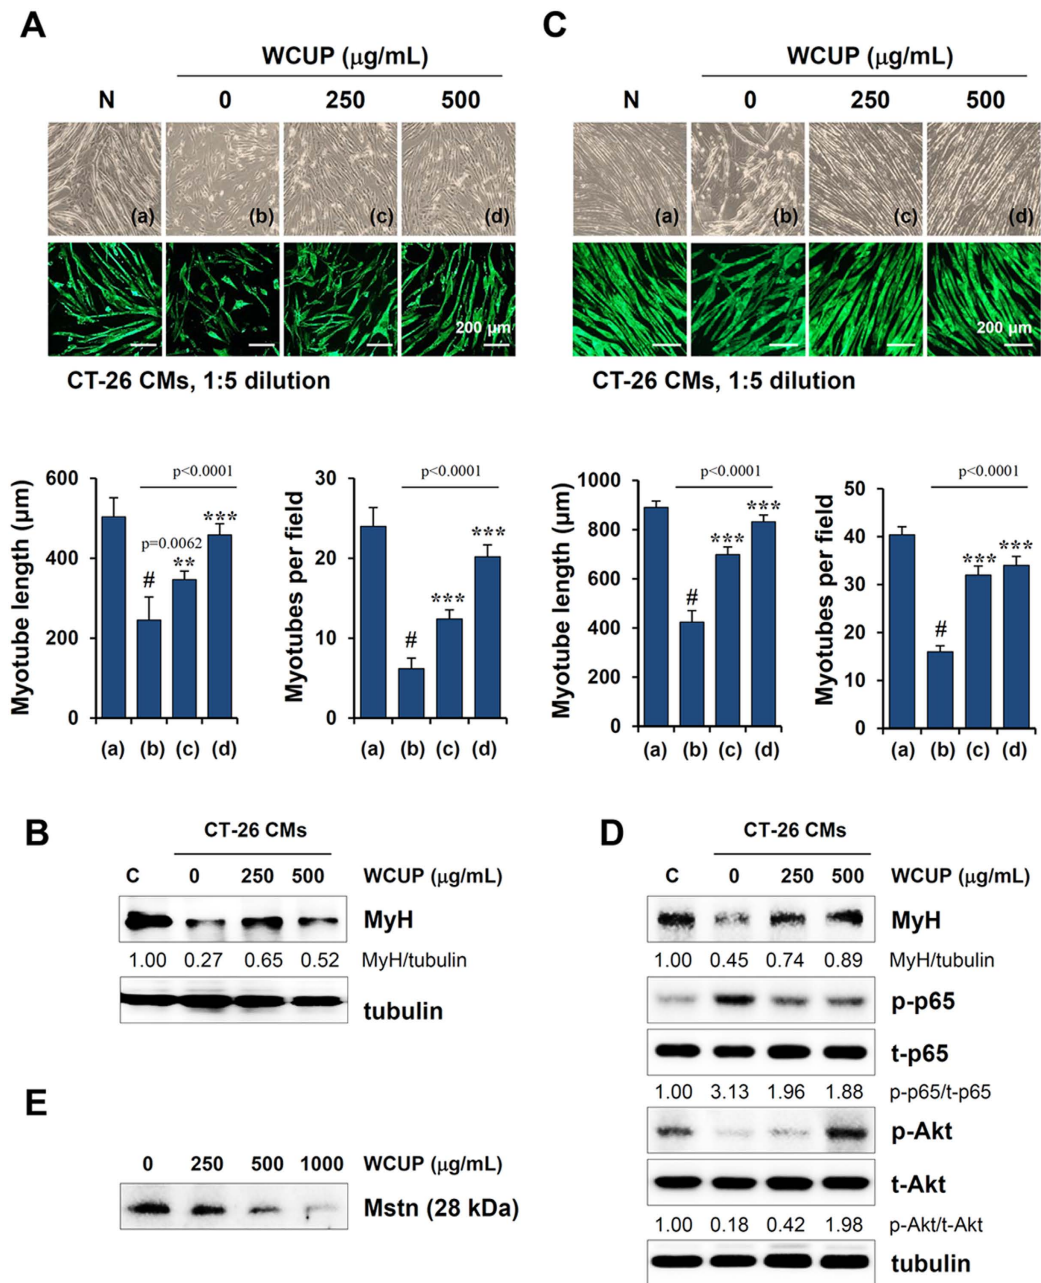 A
WCUP (μg/mL)
N 0 250 500
(a) (b) (c) (d)
200 μm
CT-26 CMs, 1:5 dilution
Myotube length (μm)
600
400
200
0
p<0.0001
p=0.0062
# ** ***
(a) (b) (c) (d)
Myotubes per field
30
20
10
0
p<0.0001
# *** ***
(a) (b) (c) (d)
C
WCUP (μg/mL)
N 0 250 500
(a) (b) (c) (d)
200 μm
CT-26 CMs, 1:5 dilution
Myotube length (μm)
1000
800
600
400
200
0
p<0.0001
# *** ***
(a) (b) (c) (d)
Myotubes per field
50
40
30
20
10
0
p<0.0001
# *** ***
(a) (b) (c) (d)
B
CT-26 CMs
C 0 250 500 WCUP (μg/mL)
MyH
1.00 0.27 0.65 0.52 MyH/tubulin
tubulin
E
0 250 500 1000 WCUP (μg/mL)
Mstn (28 kDa)
D
CT-26 CMs
C 0 250 500 WCUP (μg/mL)
MyH
1.00 0.45 0.74 0.89 MyH/tubulin
p-p65
t-p65
1.00 3.13 1.96 1.88 p-p65/t-p65
p-Akt
t-Akt
1.00 0.18 0.42 1.98 p-Akt/t-Akt
tubulin